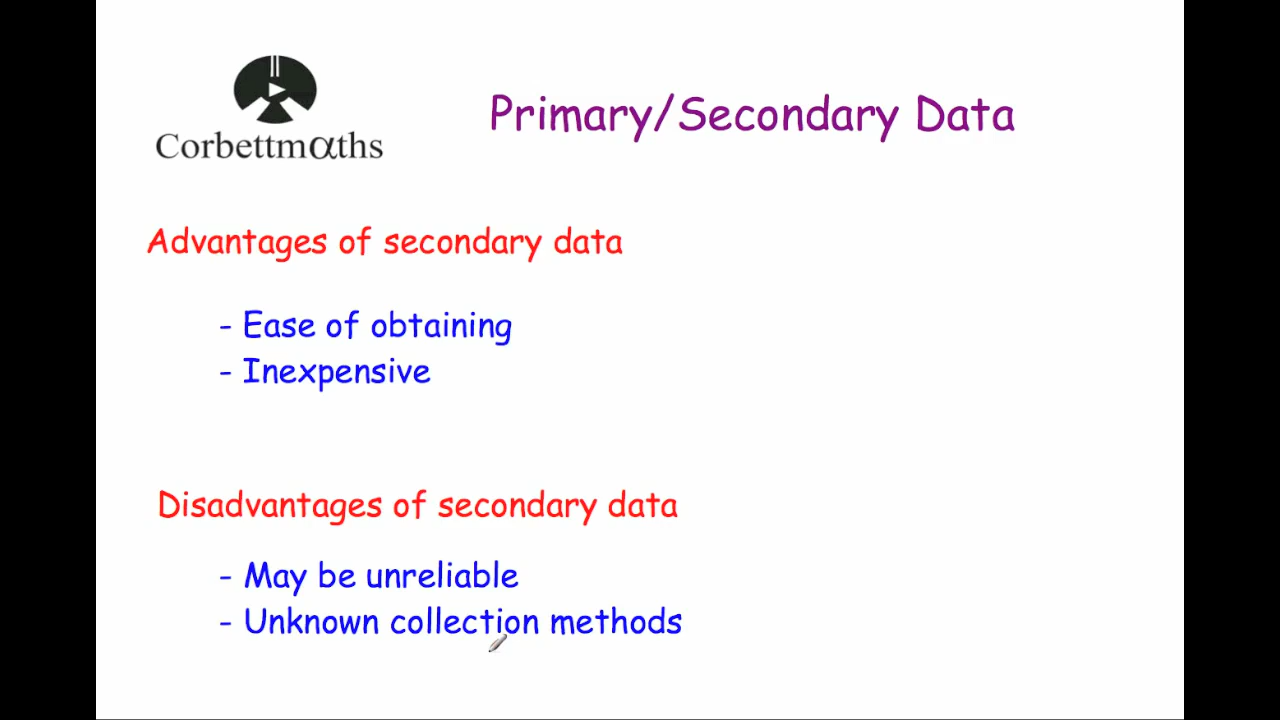 Corbettmαths
Primary/Secondary Data
Advantages of secondary data
- Ease of obtaining
- Inexpensive
Disadvantages of secondary data
- May be unreliable
- Unknown collection methods